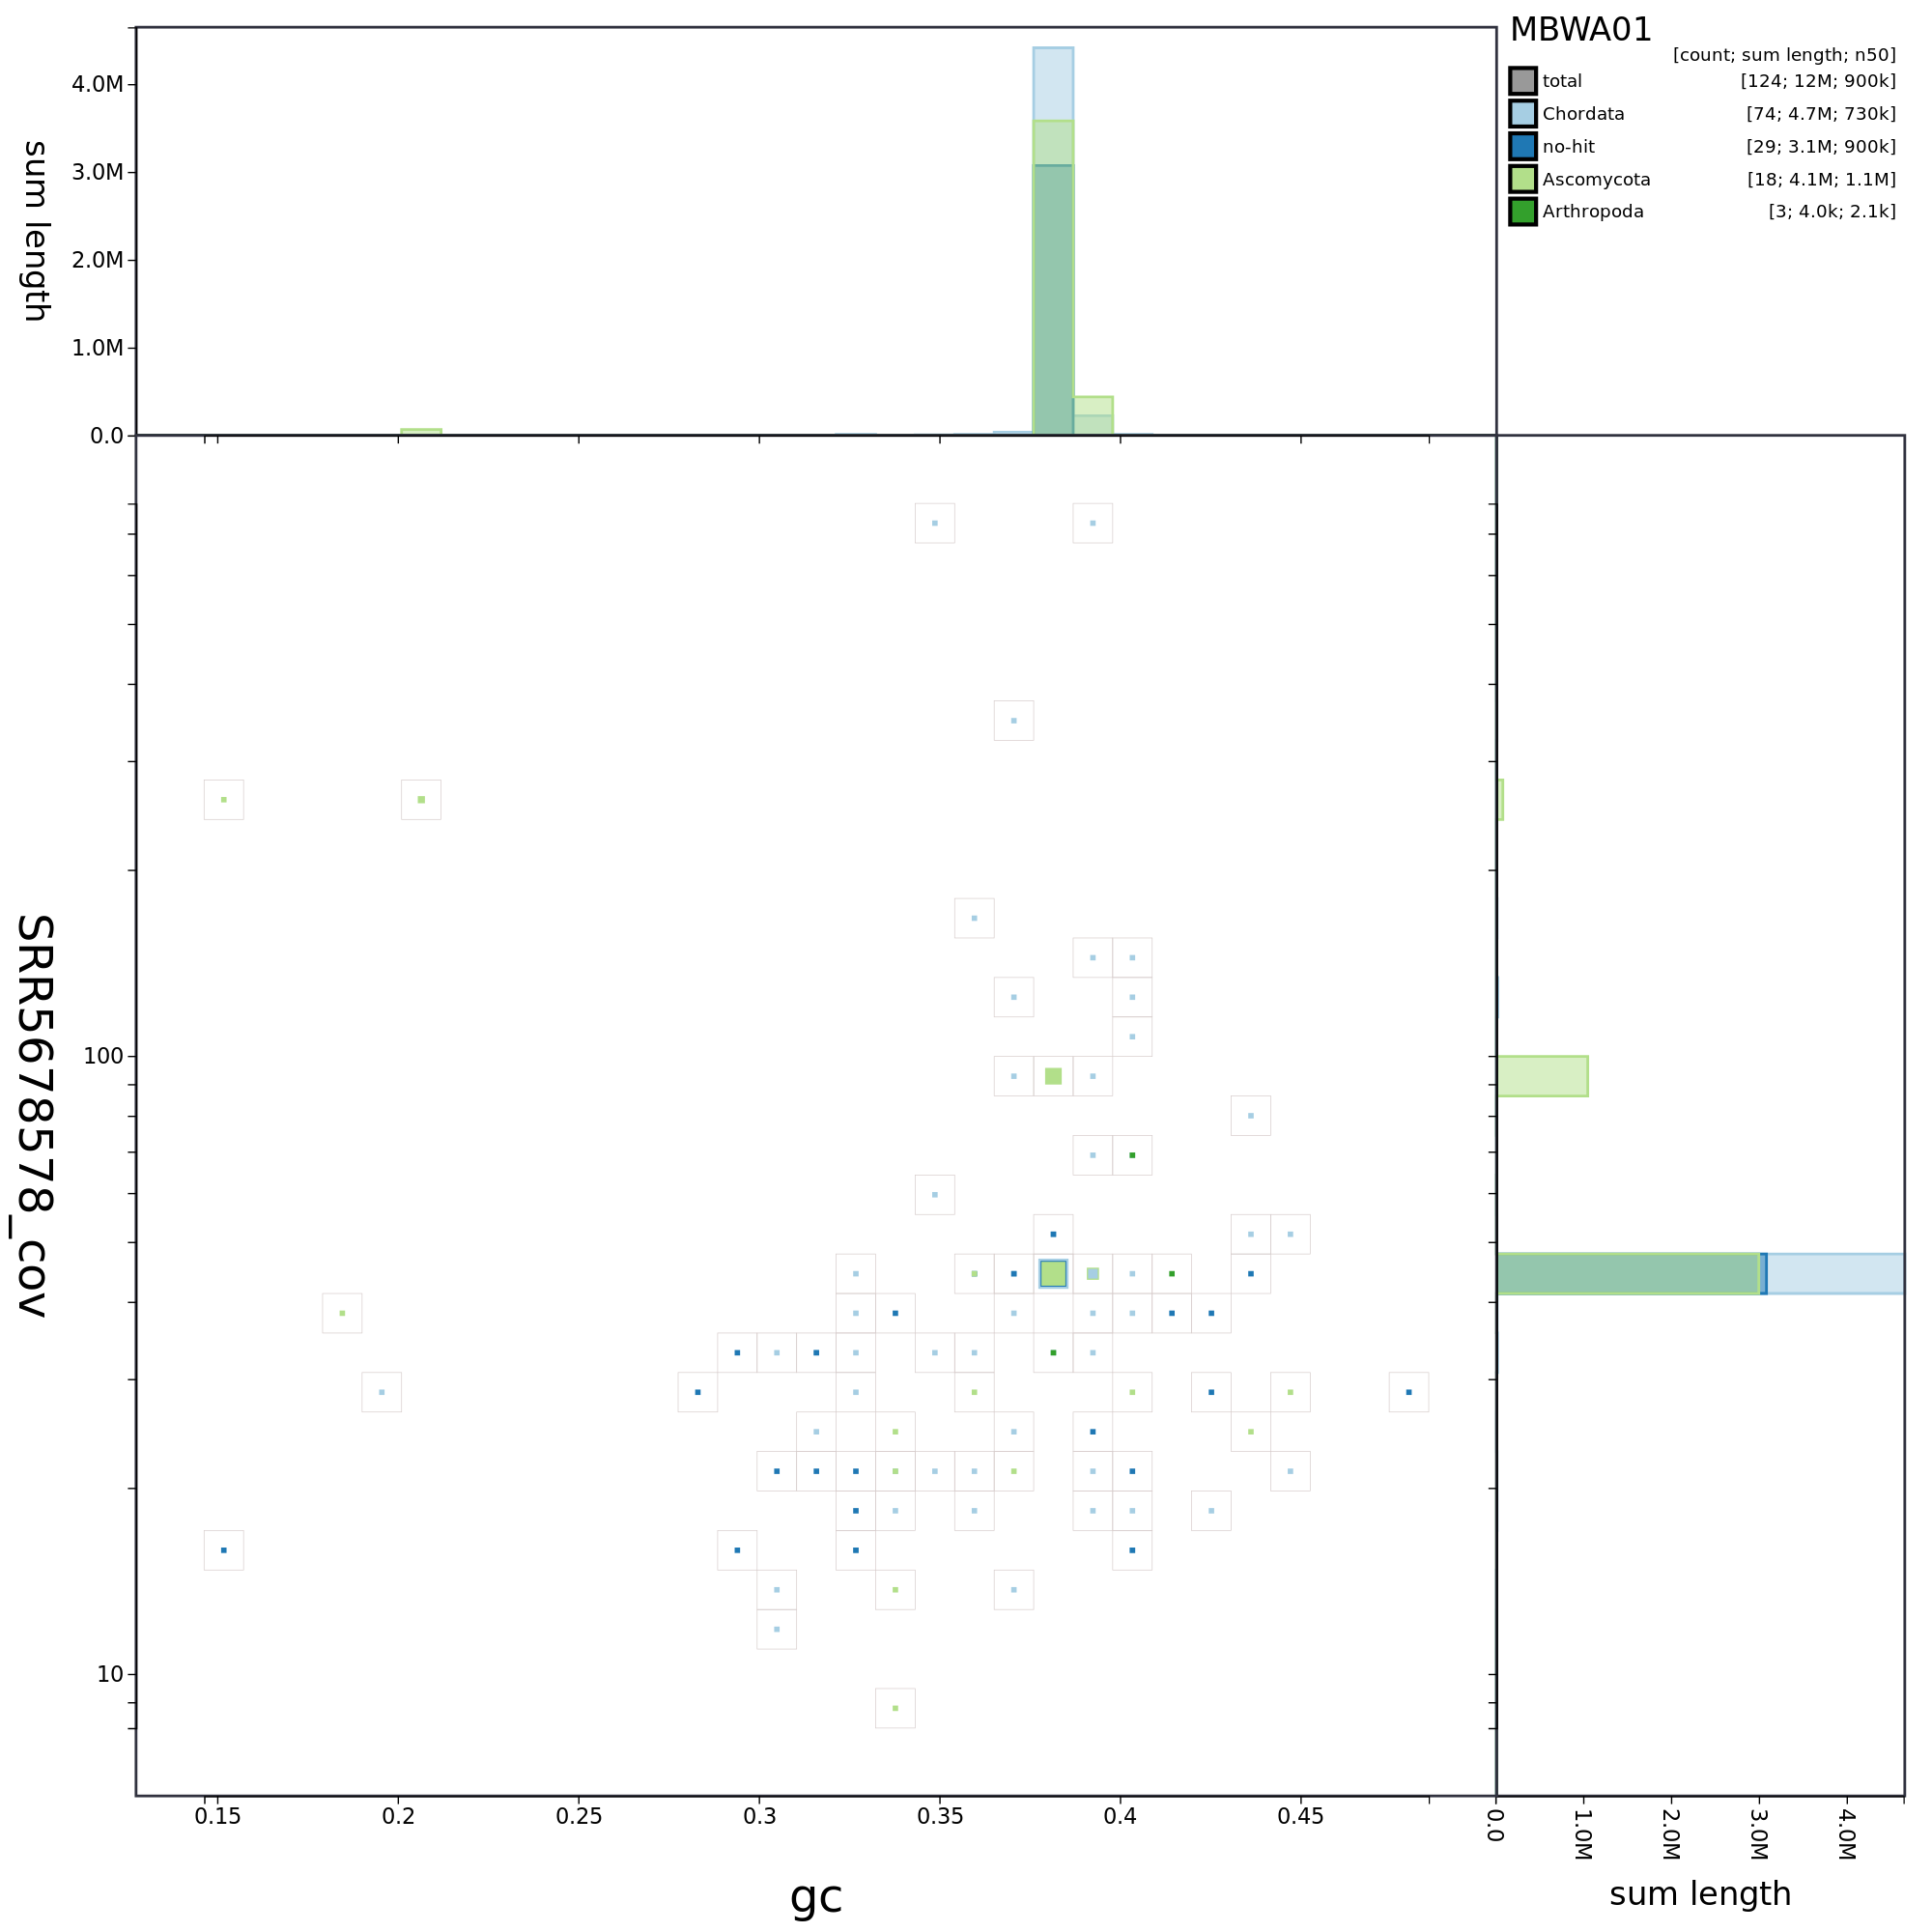 MBWA01
[count; sum length; n50]
total [124; 12M; 900k]
Chordata [74; 4.7M; 730k]
no-hit [29; 3.1M; 900k]
Ascomycota [18; 4.1M; 1.1M]
Arthropoda [3; 4.0k; 2.1k]
sum length
4.0M
3.0M
2.0M
1.0M
0.0
SRR5678578_cov
100
10
0.15 0.2 0.25 0.3 0.35 0.4 0.45
gc
0.0 1.0M 2.0M 3.0M 4.0M
sum length